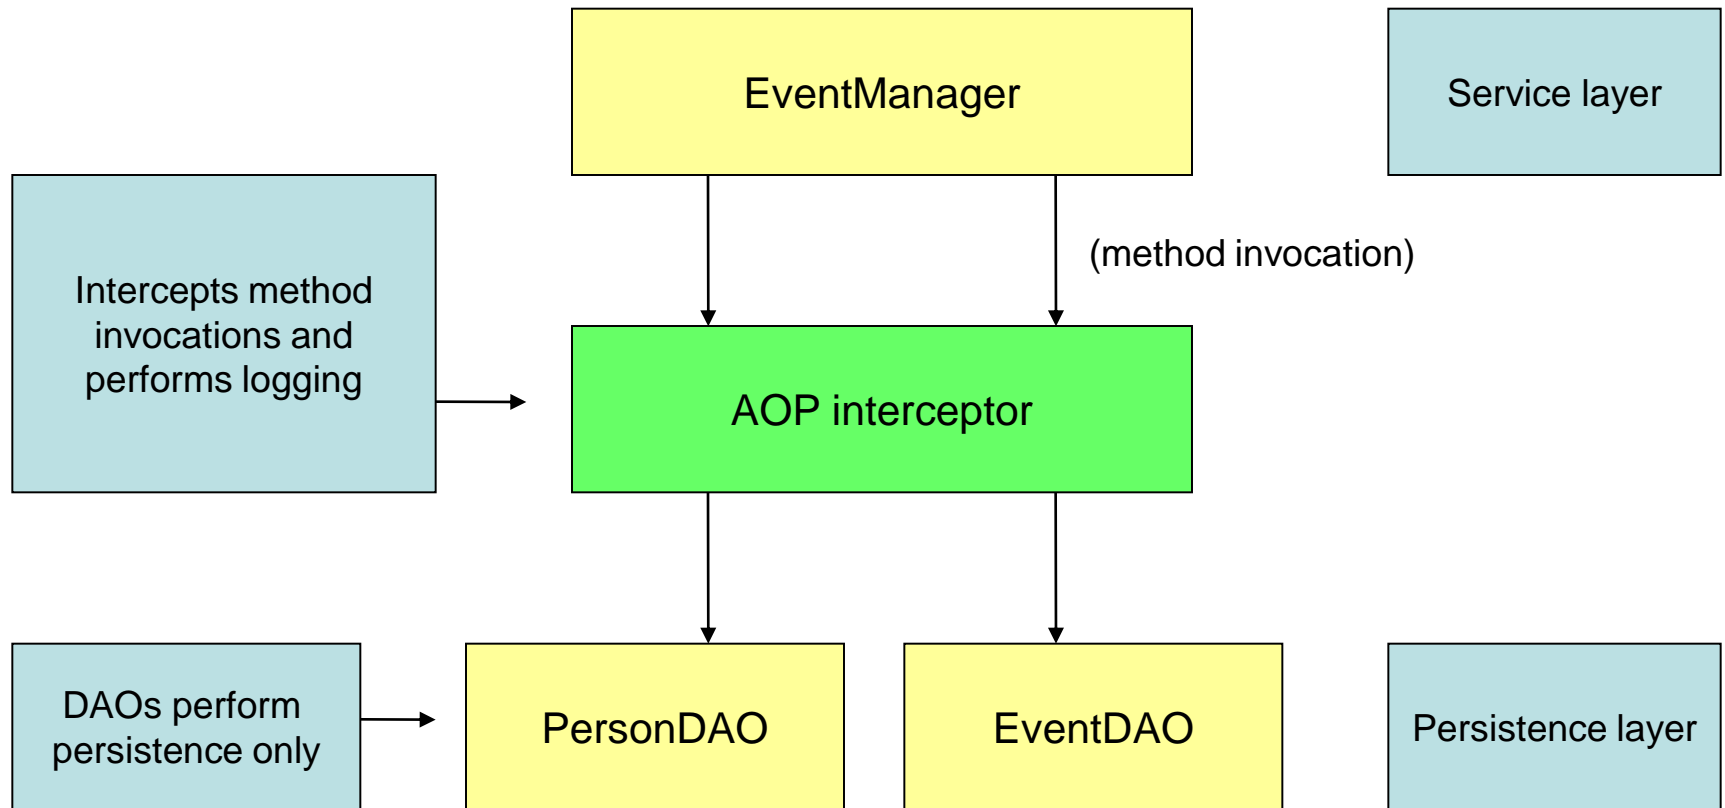 EventManager
Service layer
Intercepts method
invocations and
performs logging
(method invocation)
AOP interceptor
DAOs perform
persistence only
PersonDAO
EventDAO
Persistence layer